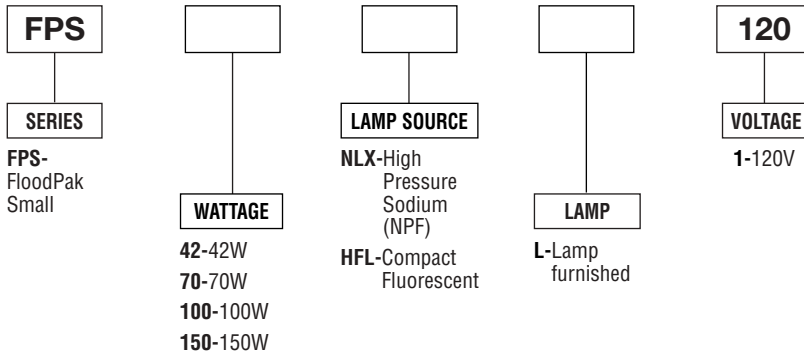 FPS
120
SERIES
LAMP SOURCE
VOLTAGE
FPS-
FloodPak
Small
NLX-High
Pressure
Sodium
(NPF)
HFL-Compact
Fluorescent
1-120V
WATTAGE
42-42W
70-70W
100-100W
150-150W
LAMP
L-Lamp
furnished